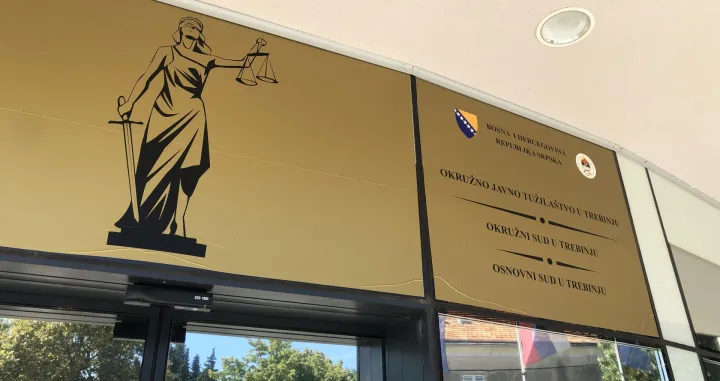 BOSNA I HERCEGOVINA
REPUBLIKA SRPSKA
OKRUŽNO JAVNO TUŽILAŠTVO U TREBINJU
OKRUŽNI SUD U TREBINJU
OSNOVNI SUD U TREBINJU